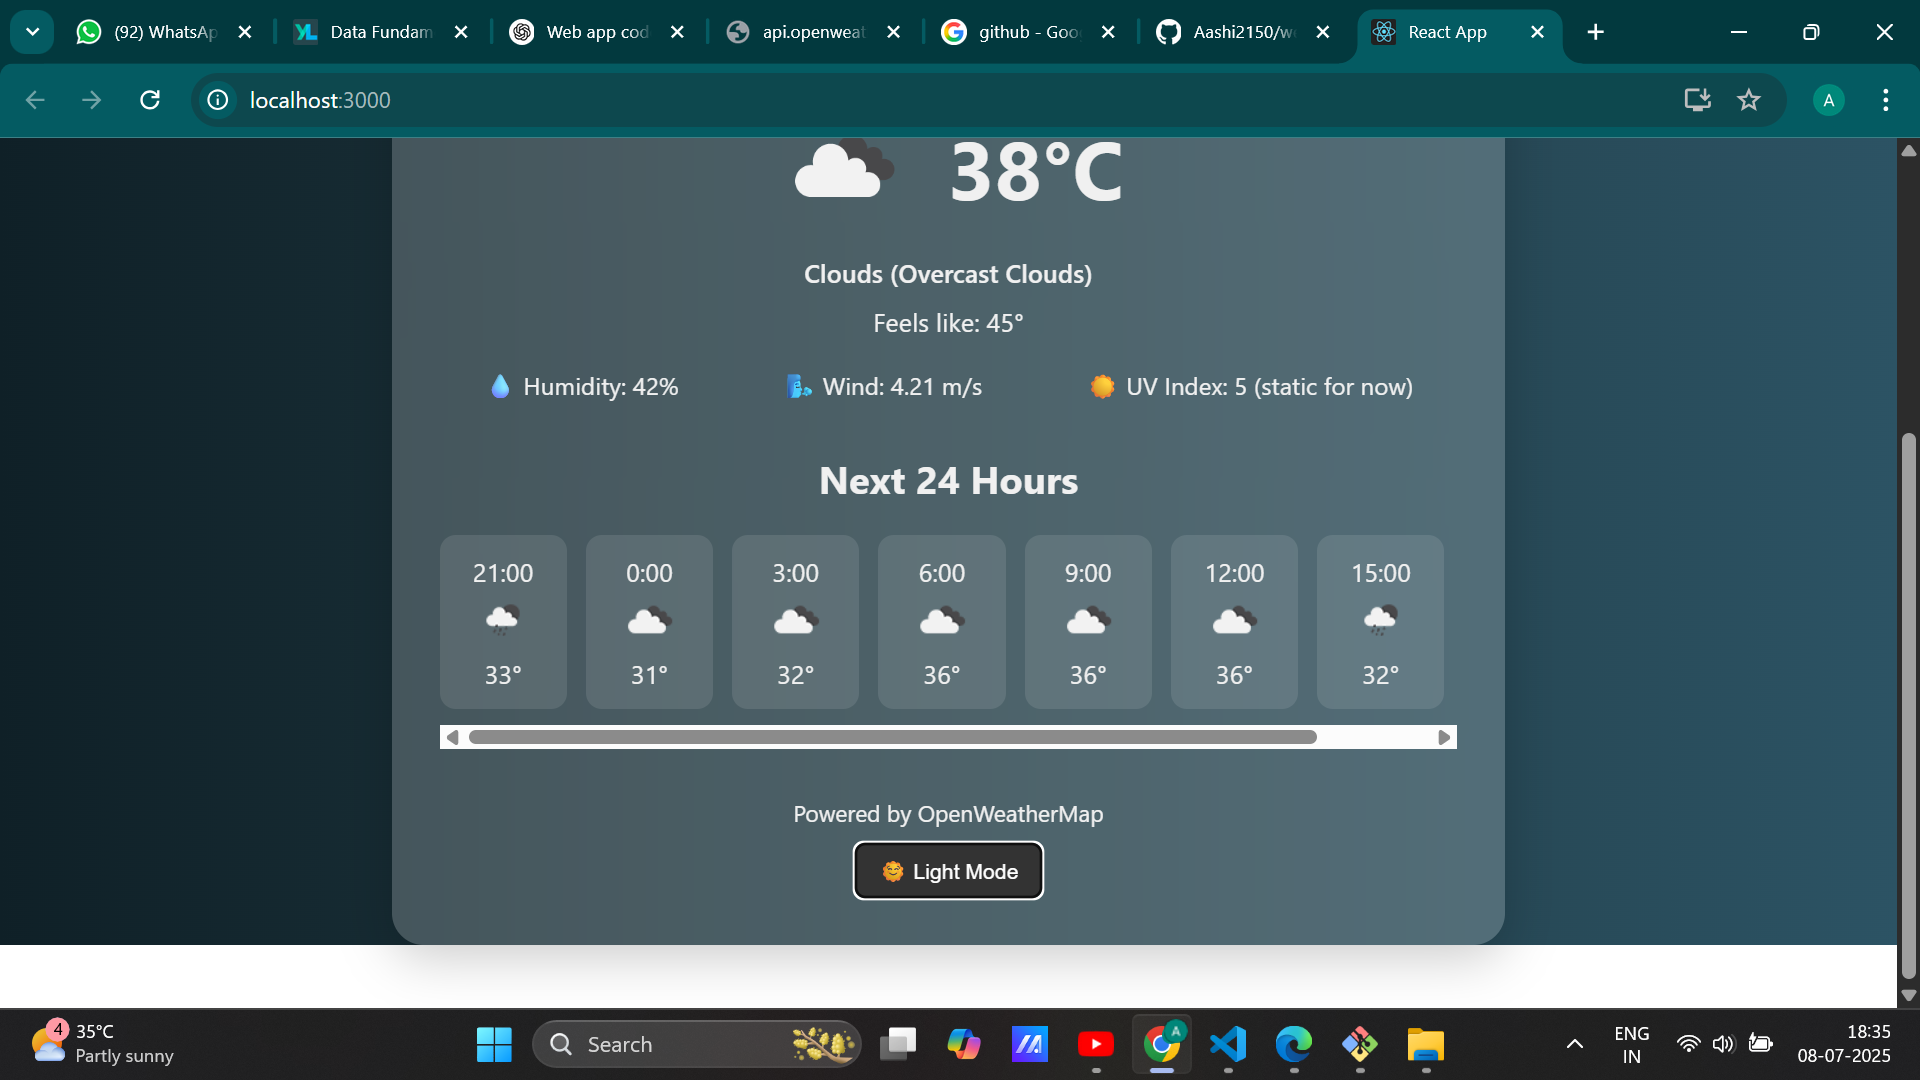 (92) WhatsAp
Data Fundam
Web app cod
api.openweat
github - Goo
Aashi2150/we
React App
localhost:3000
A
38°C
Clouds (Overcast Clouds)
Feels like: 45°
Humidity: 42%
Wind: 4.21 m/s
UV Index: 5 (static for now)
Next 24 Hours
21:00 0:00 3:00 6:00 9:00 12:00 15:00
33° 31° 32° 36° 36° 36° 32°
Powered by OpenWeatherMap
Light Mode
4
35°C
Partly sunny
Search
A
ENG
IN
18:35
08-07-2025